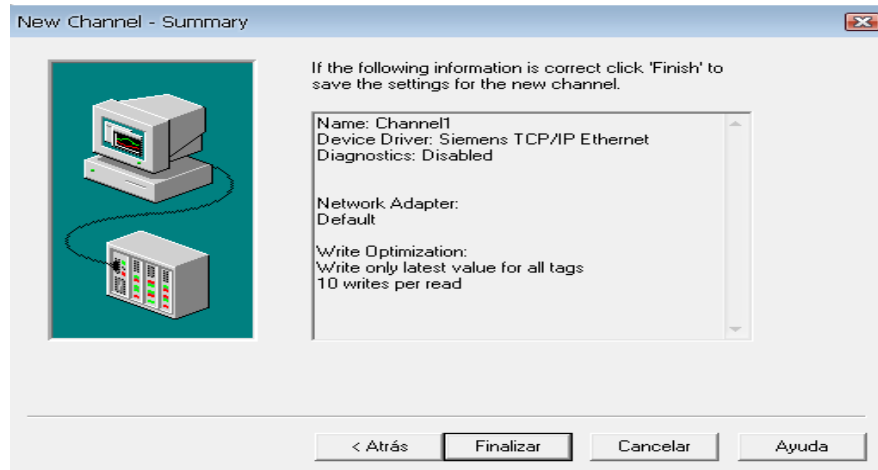 New Channel - Summary
If the following information is correct click 'Finish' to
save the settings for the new channel.
Name: Channel1
Device Driver: Siemens TCP/IP Ethernet
Diagnostics: Disabled
Network Adapter:
Default
Write Optimization:
Write only latest value for all tags
10 writes per read
< Atrás
Finalizar
Cancelar
Ayuda